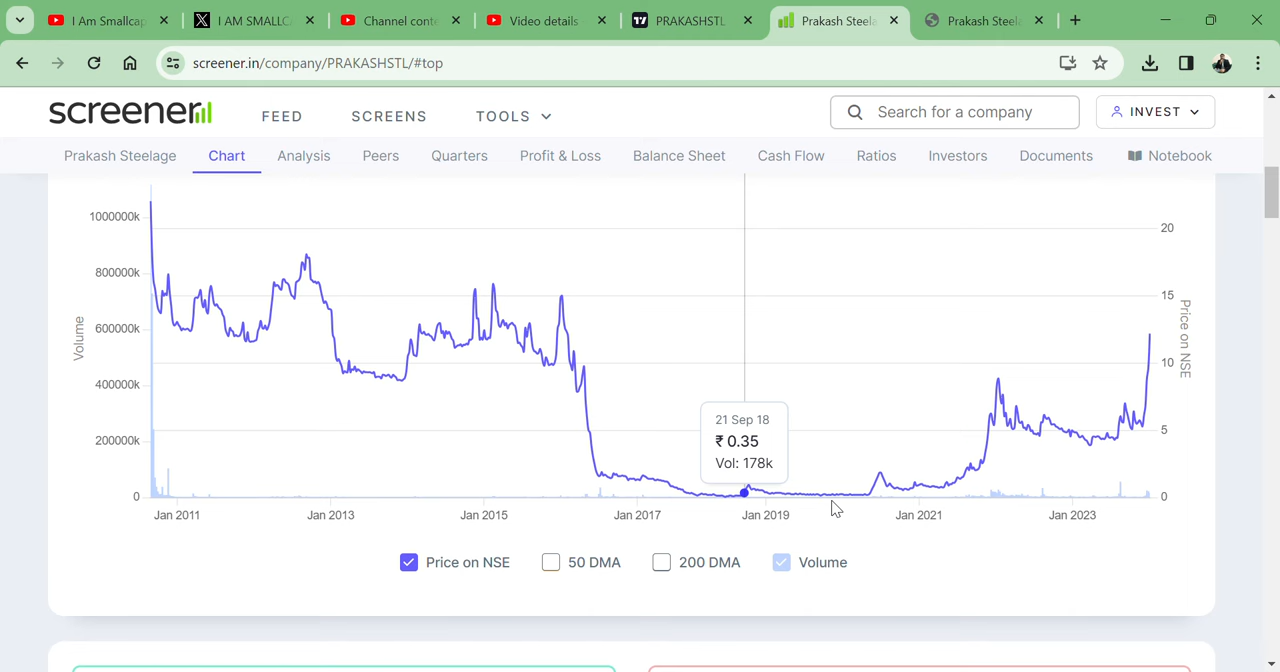 I Am Smallcap
I AM SMALLC
Channel conte
Video details
PRAKASHSTL
Prakash Steela
Prakash Steel
screener.in/company/PRAKASHSTL/#top
screener
FEED
SCREENS
TOOLS
Search for a company
INVEST
Prakash Steelage
Chart
Analysis
Peers
Quarters
Profit & Loss
Balance Sheet
Cash Flow
Ratios
Investors
Documents
Notebook
1000000k
800000k
600000k
400000k
200000k
0
Volume
20
15
10
5
0
Price on NSE
21 Sep 18
₹ 0.35
Vol: 178k
Jan 2011
Jan 2013
Jan 2015
Jan 2017
Jan 2019
Jan 2021
Jan 2023
Price on NSE
50 DMA
200 DMA
Volume